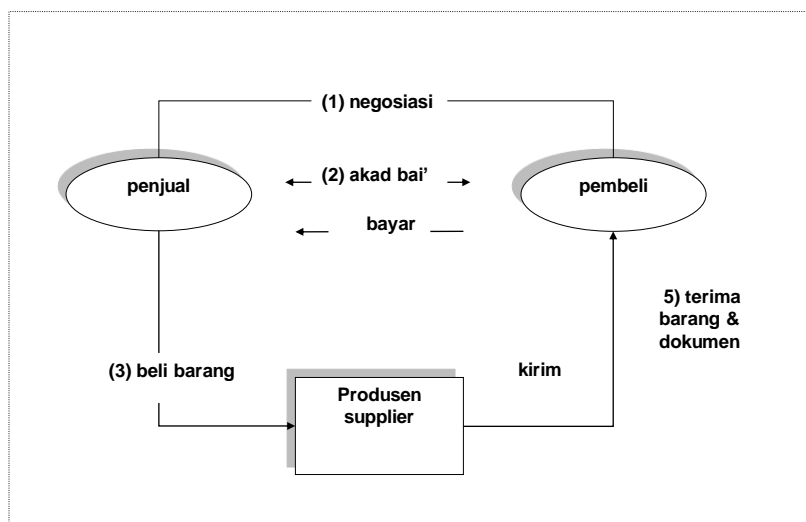 (1) negosiasi
penjual
(2) akad bai’
pembeli
bayar
5) terima
barang &
dokumen
(3) beli barang
kirim
Produsen
supplier